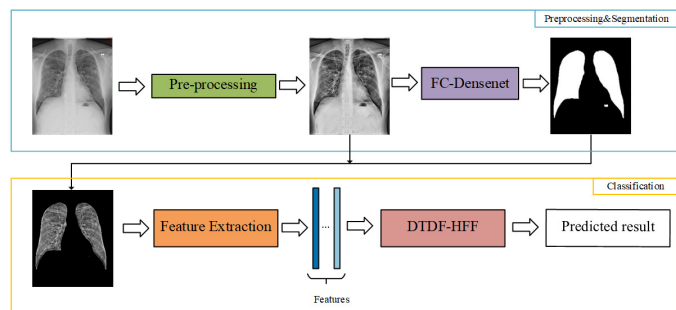 Preprocessing&Segmentation
Pre-processing
FC-Densenet
Classification
Feature Extraction
...
DTDF-HFF
Predicted result
Features